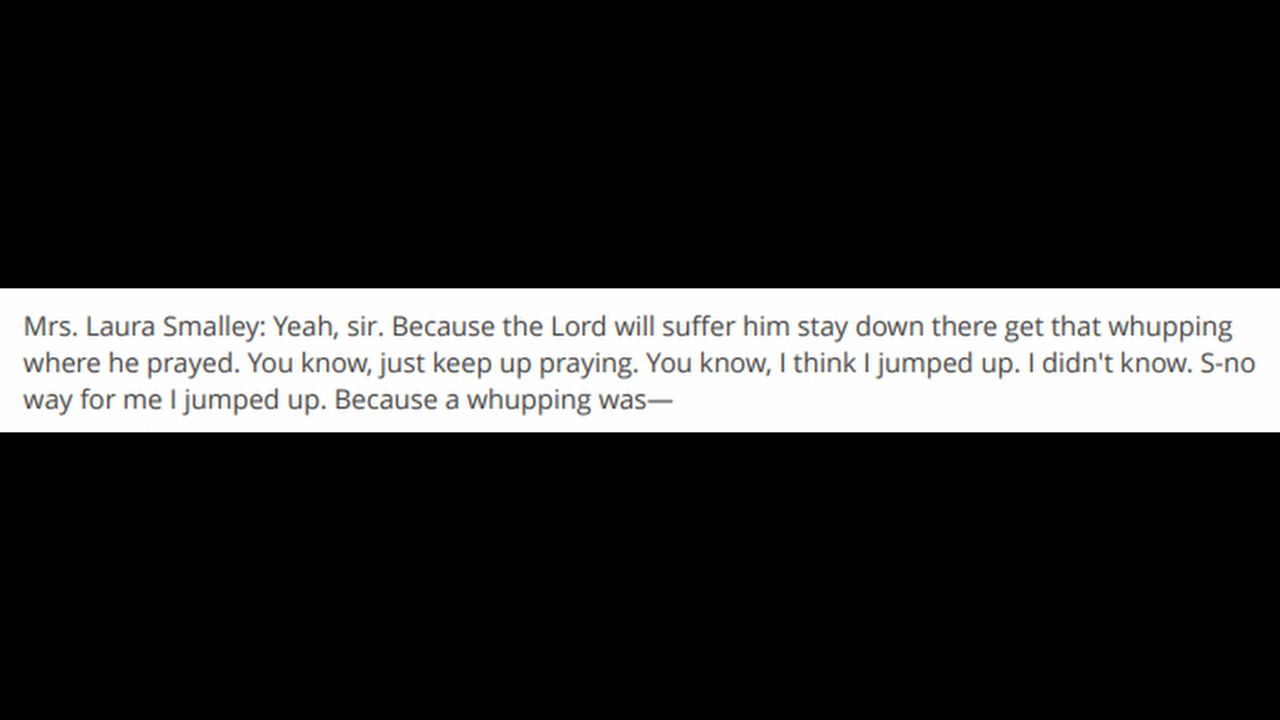 Mrs. Laura Smalley: Yeah, sir. Because the Lord will suffer him stay down there get that whupping
where he prayed. You know, just keep up praying. You know, I think I jumped up. I didn't know. S-no
way for me I jumped up. Because a whupping was—